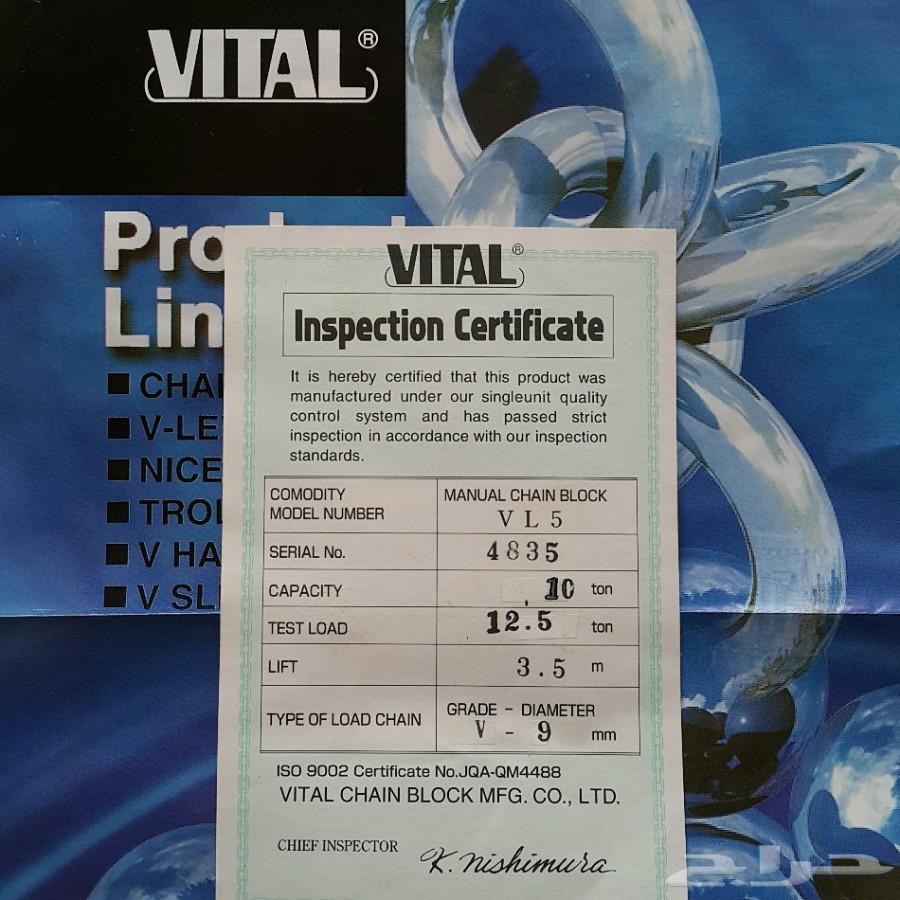 VITAL®
Pro
Lin
■ CHAI
■ V-LE
■ NICE
■ TROL
■ V HA
■ V SL
VITAL®
Inspection Certificate
It is hereby certified that this product was
manufactured under our singleunit quality
control system and has passed strict
inspection in accordance with our inspection
standards.
COMODITY MANUAL CHAIN BLOCK
MODEL NUMBER VL5
SERIAL No. 4835
CAPACITY 10 ton
TEST LOAD 12.5 ton
LIFT 3.5 m
TYPE OF LOAD CHAIN GRADE - DIAMETER
V - 9 mm
ISO 9002 Certificate No.JQA-QM4488
VITAL CHAIN BLOCK MFG. CO., LTD.
CHIEF INSPECTOR K. Nishimura
حراج